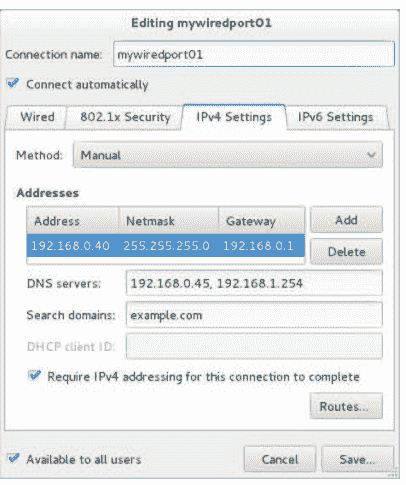 Editing mywiredport01
Connection name: mywiredport01
Connect automatically
Wired 802.1x Security IPv4 Settings IPv6 Settings
Method: Manual
Addresses
Address Netmask Gateway Add
192.168.0.40 255.255.255.0 192.168.0.1
Delete
DNS servers: 192.168.0.45, 192.168.1.254
Search domains: example.com
DHCP client ID:
Require IPv4 addressing for this connection to complete
Routes...
Available to all users Cancel Save...